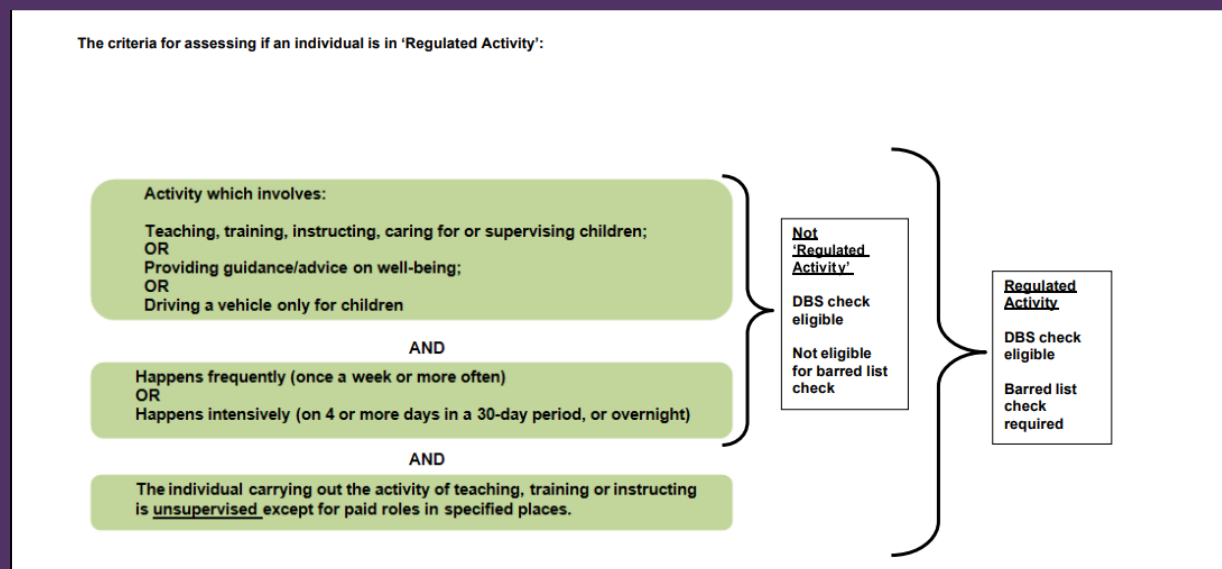 The criteria for assessing if an individual is in ‘Regulated Activity’:
Activity which involves:
Teaching, training, instructing, caring for or supervising children;
OR
Providing guidance/advice on well-being;
OR
Driving a vehicle only for children
AND
Happens frequently (once a week or more often)
OR
Happens intensively (on 4 or more days in a 30-day period, or overnight)
AND
The individual carrying out the activity of teaching, training or instructing
is unsupervised except for paid roles in specified places.
Not
‘Regulated
Activity’
DBS check
eligible
Not eligible
for barred list
check
Regulated
Activity
DBS check
eligible
Barred list
check
required